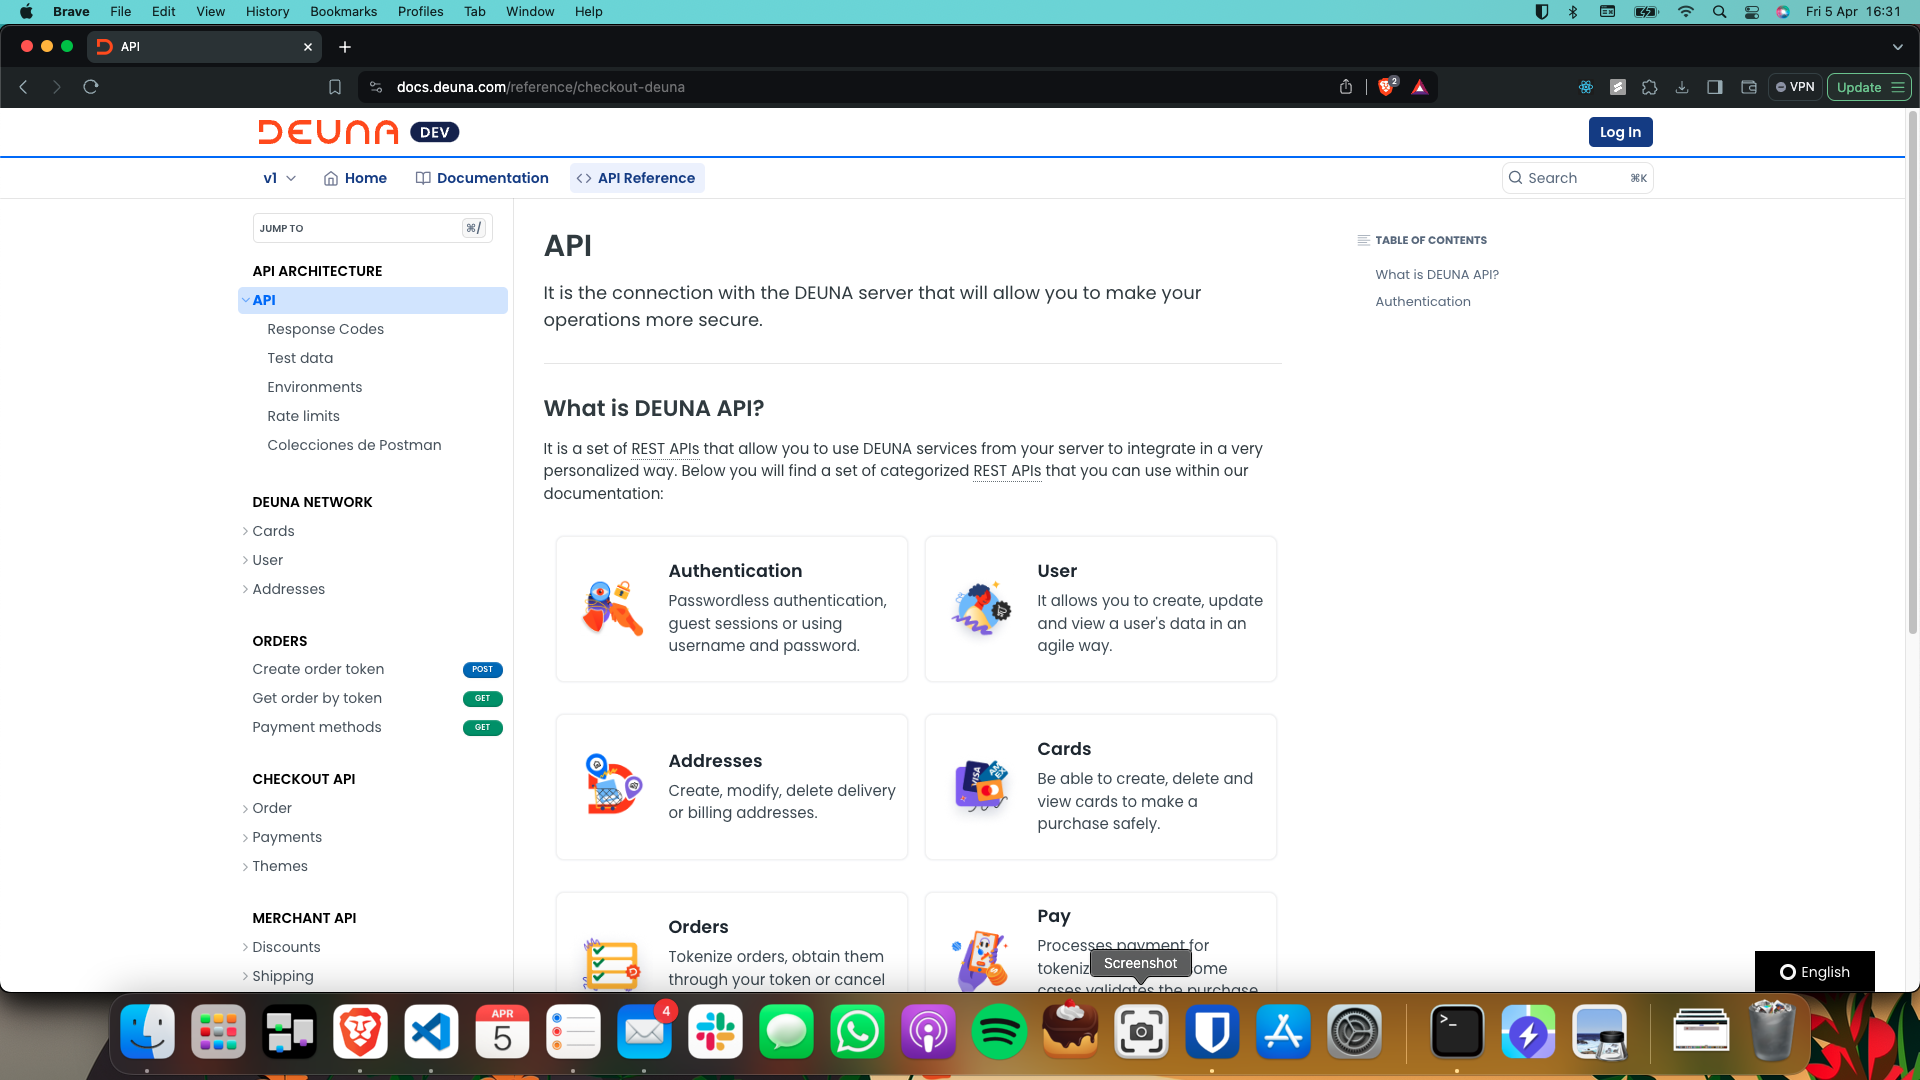 Brave File Edit View History Bookmarks Profiles Tab Window Help Fri 5 Apr 16:31
API
docs.deuna.com/reference/checkout-deuna 2 VPN Update
DEUNA DEV Log In
v1 Home Documentation API Reference Search ⌘K
JUMP TO ⌘/
API ARCHITECTURE
API
Response Codes
Test data
Environments
Rate limits
Colecciones de Postman
DEUNA NETWORK
Cards
User
Addresses
ORDERS
Create order token POST
Get order by token GET
Payment methods GET
CHECKOUT API
Order
Payments
Themes
MERCHANT API
Discounts
Shipping
API
It is the connection with the DEUNA server that will allow you to make your
operations more secure.
What is DEUNA API?
It is a set of REST APIs that allow you to use DEUNA services from your server to integrate in a very
personalized way. Below you will find a set of categorized REST APIs that you can use within our
documentation:
Authentication
Passwordless authentication,
guest sessions or using
username and password.
User
It allows you to create, update
and view a user's data in an
agile way.
Addresses
Create, modify, delete delivery
or billing addresses.
VISA
AMEX
Cards
Be able to create, delete and
view cards to make a
purchase safely.
Orders
Tokenize orders, obtain them
through your token or cancel
Pay
Processes payment for
cases validates the purchase
Screenshot
TABLE OF CONTENTS
What is DEUNA API?
Authentication
English
APR
5
4
>_